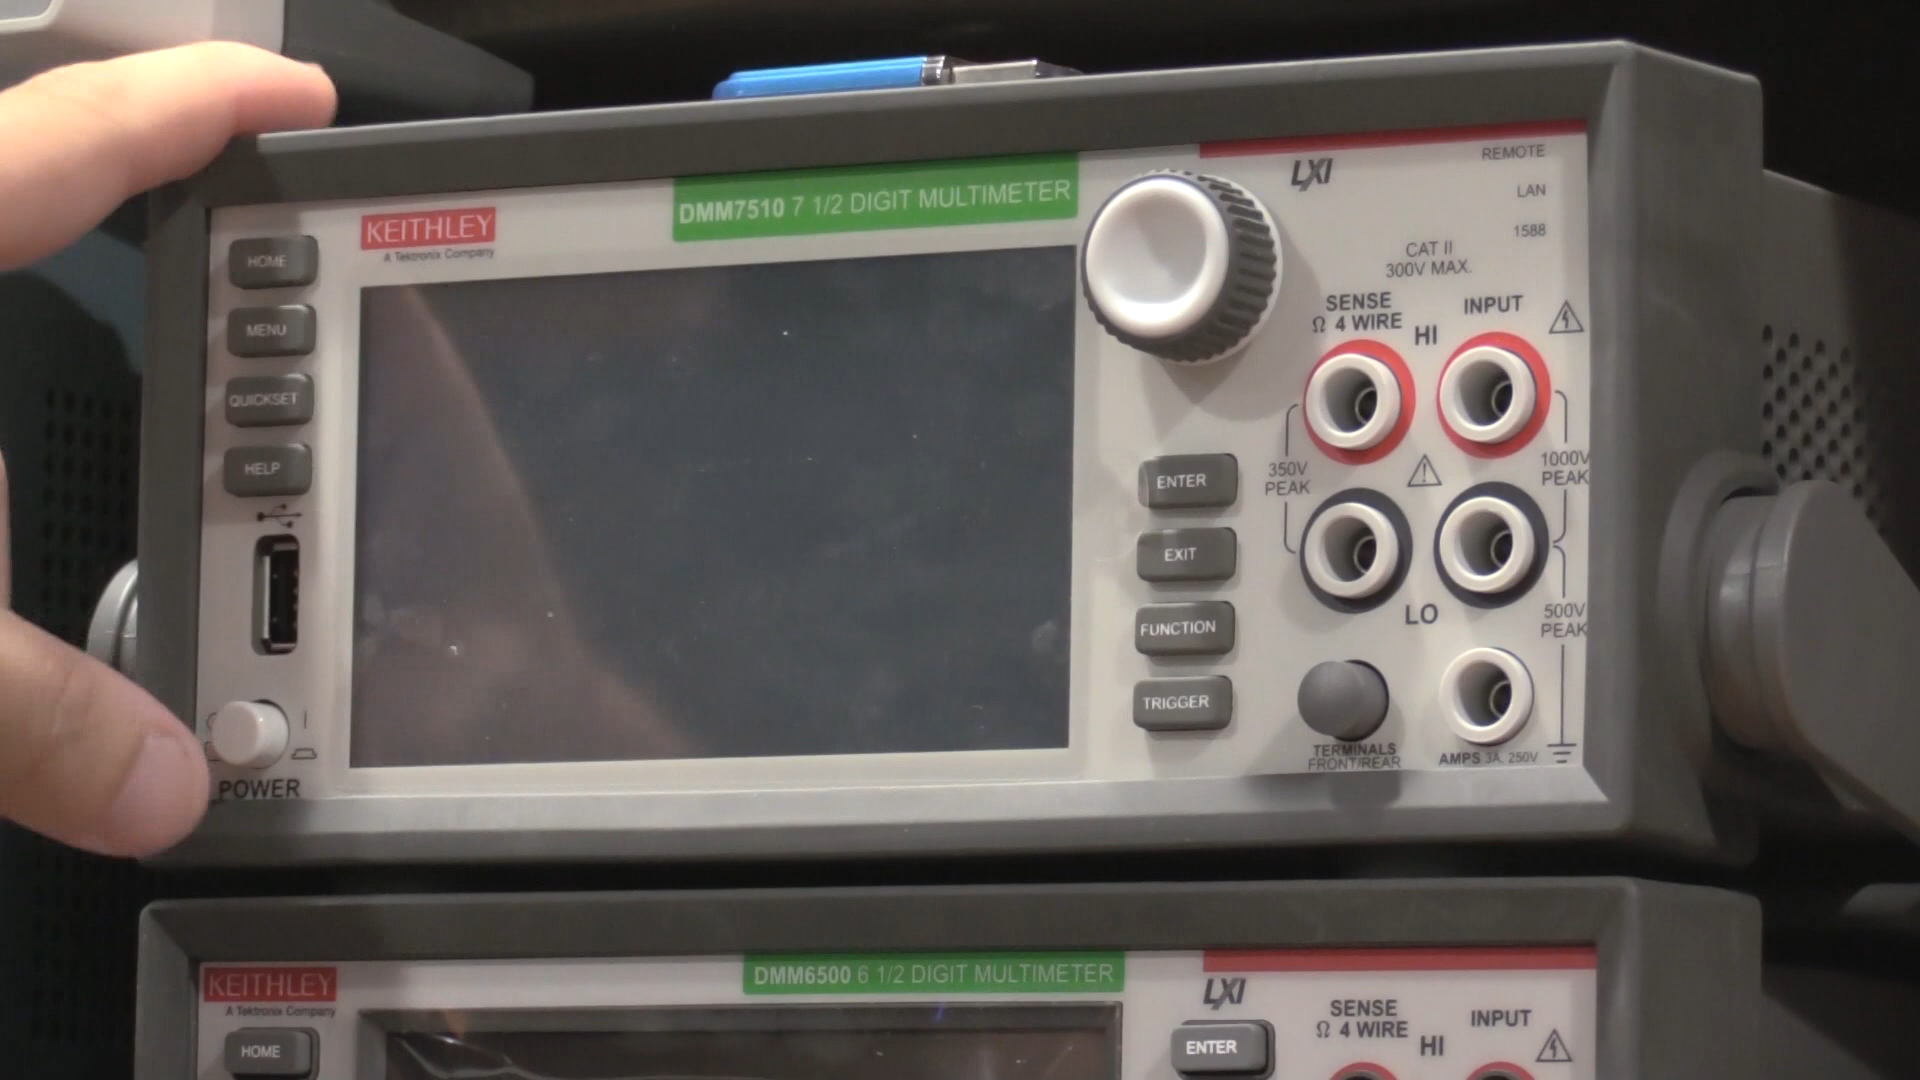 KEITHLEY
A Tektronix Company
DMM7510 7 1/2 DIGIT MULTIMETER
LXI
REMOTE
LAN
1588
HOME
MENU
QUICKSET
HELP
POWER
CAT II
300V MAX.
SENSE
Ω 4 WIRE
INPUT
HI
350V
PEAK
1000V
PEAK
LO
500V
PEAK
ENTER
EXIT
FUNCTION
TRIGGER
TERMINALS
FRONT/REAR
AMPS 3A, 250V
KEITHLEY
A Tektronix Company
DMM6500 6 1/2 DIGIT MULTIMETER
LXI
HOME
ENTER
SENSE
Ω 4 WIRE
INPUT
HI